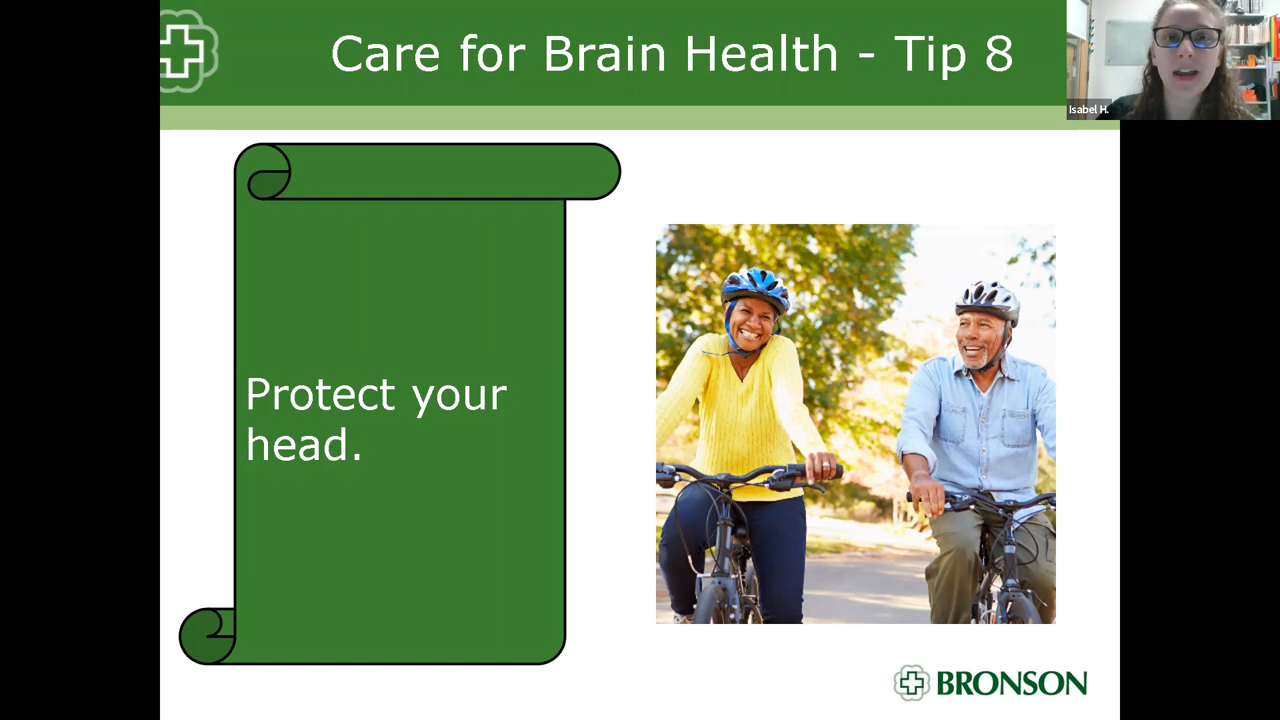 Care for Brain Health - Tip 8
Isabel H.
Protect your
head.
BRONSON